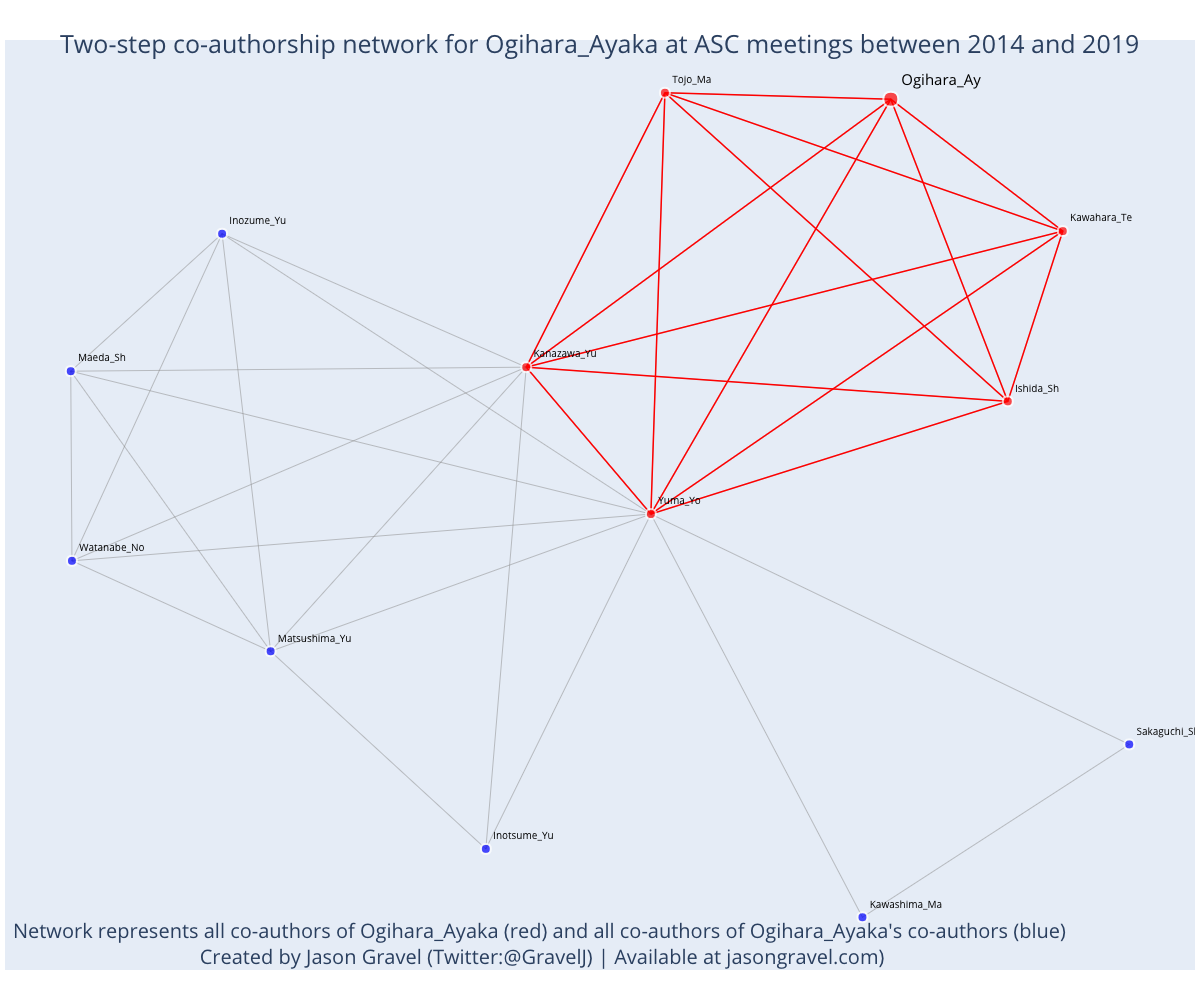 Two-step co-authorship network for Ogihara_Ayaka at ASC meetings between 2014 and 2019
Tojo_Ma
Ogihara_Ay
Inozume_Yu
Kawahara_Te
Maeda_Sh
Kanazawa_Yu
Ishida_Sh
Yuma_Yo
Watanabe_No
Matsushima_Yu
Sakaguchi_Sh
Inotsume_Yu
Kawashima_Ma
Network represents all co-authors of Ogihara_Ayaka (red) and all co-authors of Ogihara_Ayaka's co-authors (blue)
Created by Jason Gravel (Twitter:@GravelJ) | Available at jasongravel.com)